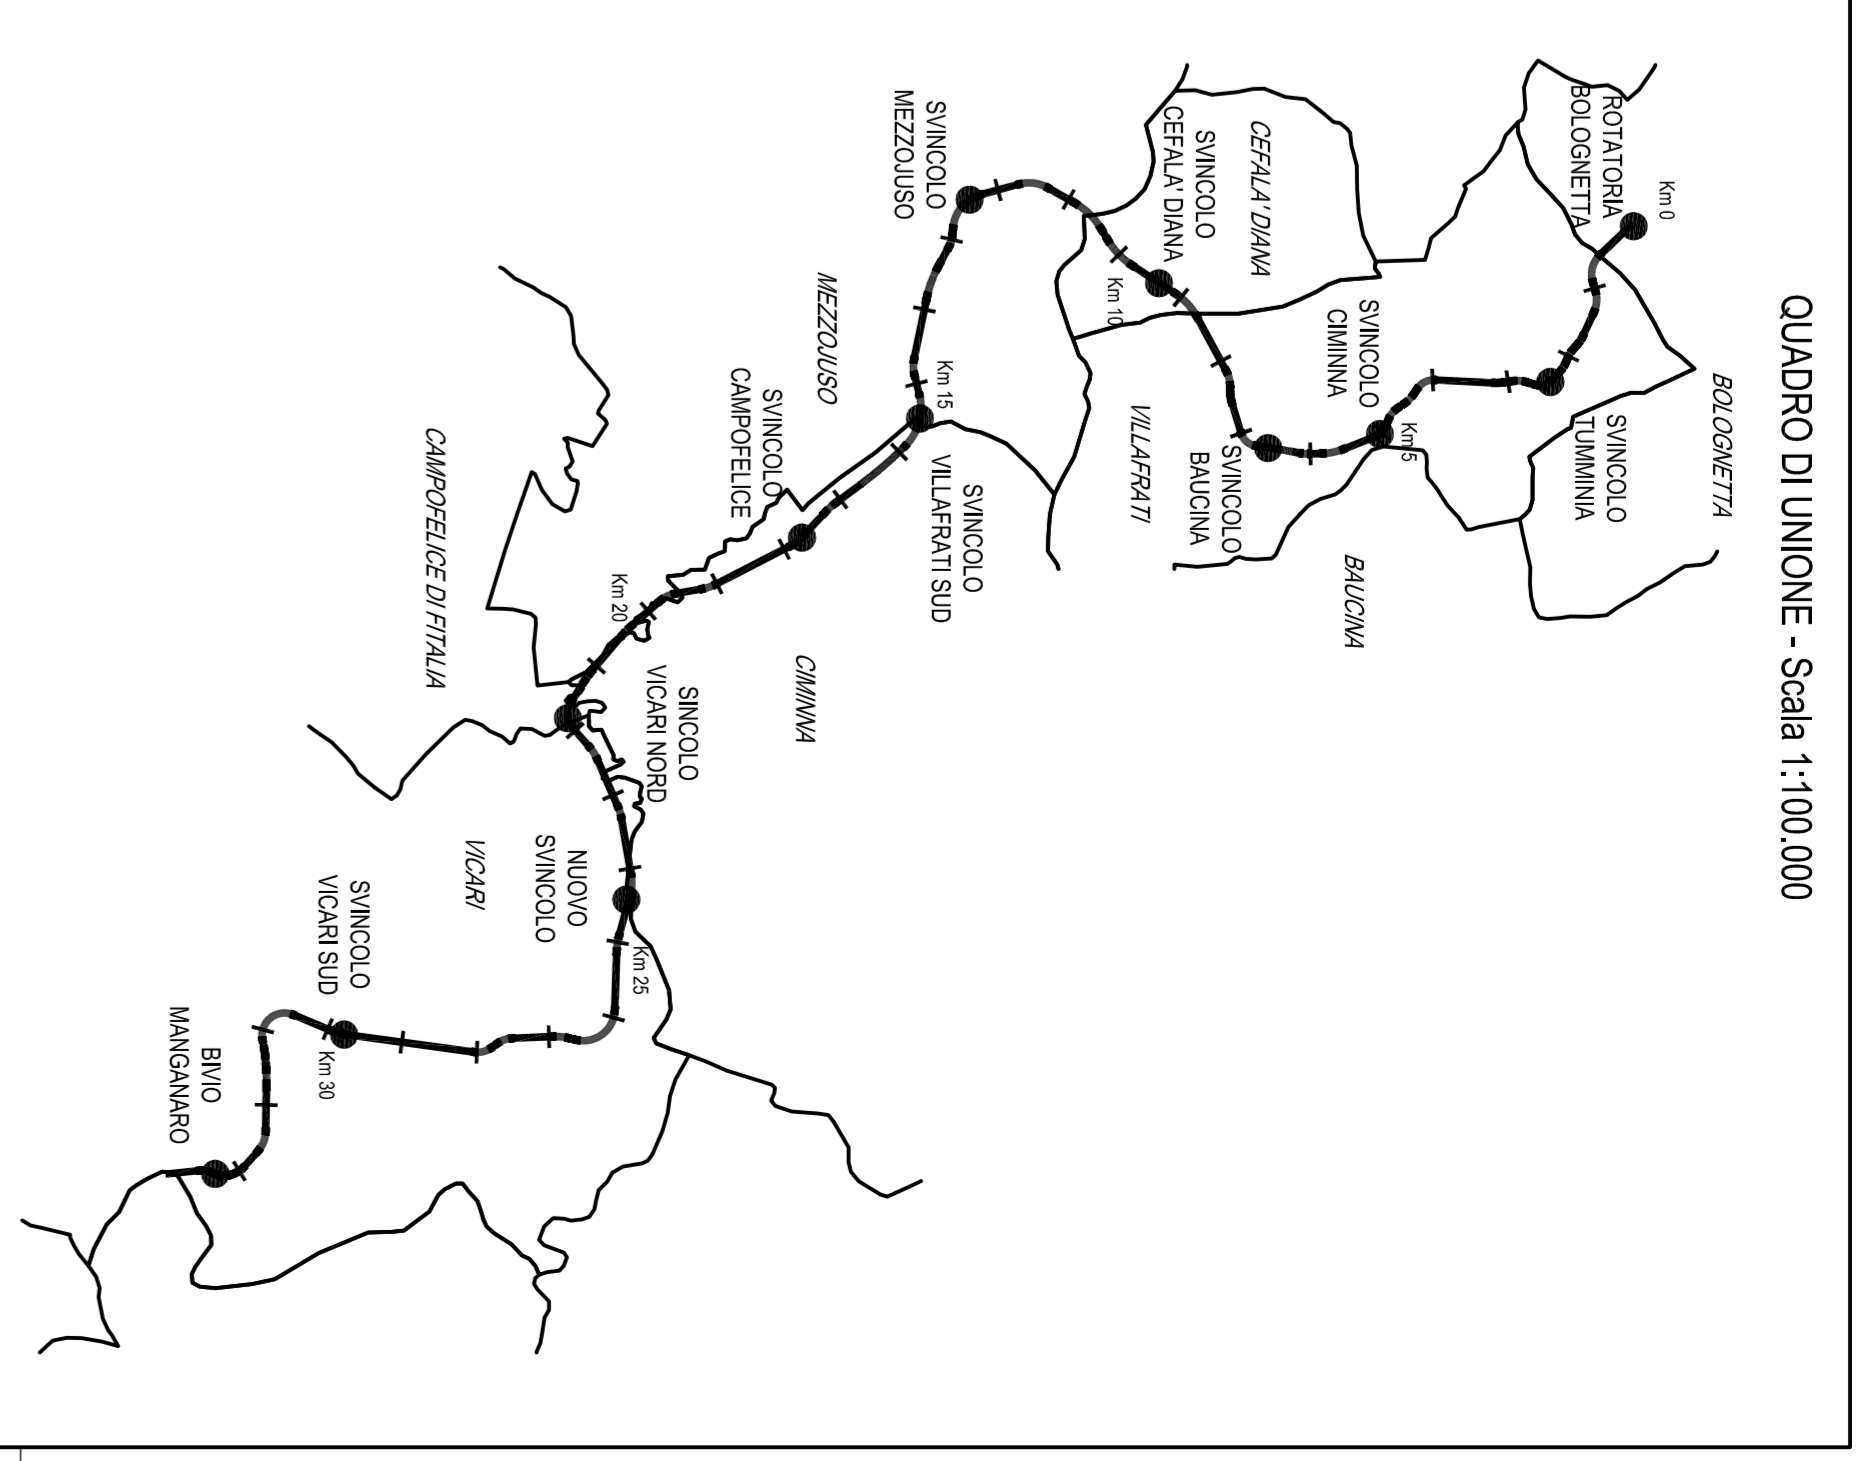 QUADRO DI UNIONE - Scala 1:100.000
Km 0
ROTATORIA
BOLOGNETTA
BOLOGNETTA
SVINCOLO
TUMMINIA
Km 5
SVINCOLO
CIMINNA
BAUCINA
CEFALA' DIANA
SVINCOLO
BAUCINA
SVINCOLO
CEFALA' DIANA
VILLAFRATI
Km 10
SVINCOLO
MEZZOJUSO
SVINCOLO
VILLAFRATI SUD
Km 15
MEZZOJUSO
CIMINNA
SVINCOLO
CAMPOFELICE
SINCOLO
VICARI NORD
Km 20
Km 25
NUOVO
SVINCOLO
CAMPOFELICE DI FITALIA
VICARI
SVINCOLO
VICARI SUD
Km 30
BIVIO
MANGANARO